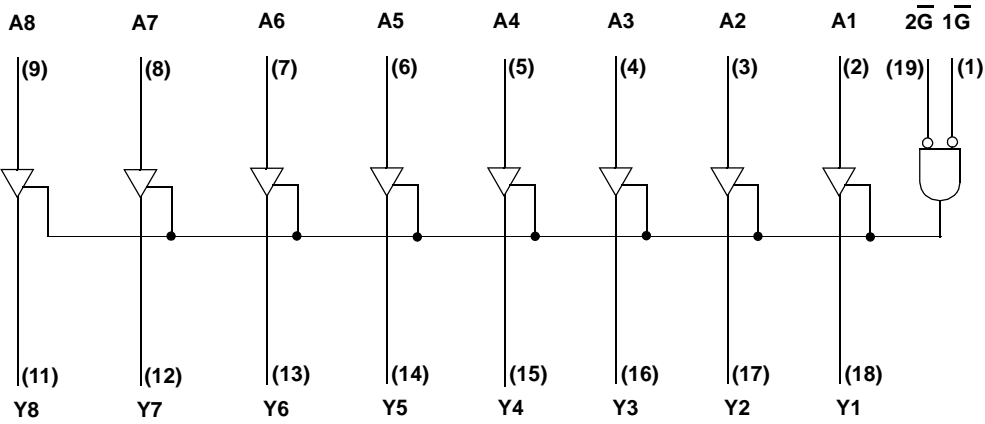 A8 A7 A6 A5 A4 A3 A2 A1 2G̅ 1G̅
(9) (8) (7) (6) (5) (4) (3) (2) (19) (1)
(11) (12) (13) (14) (15) (16) (17) (18)
Y8 Y7 Y6 Y5 Y4 Y3 Y2 Y1